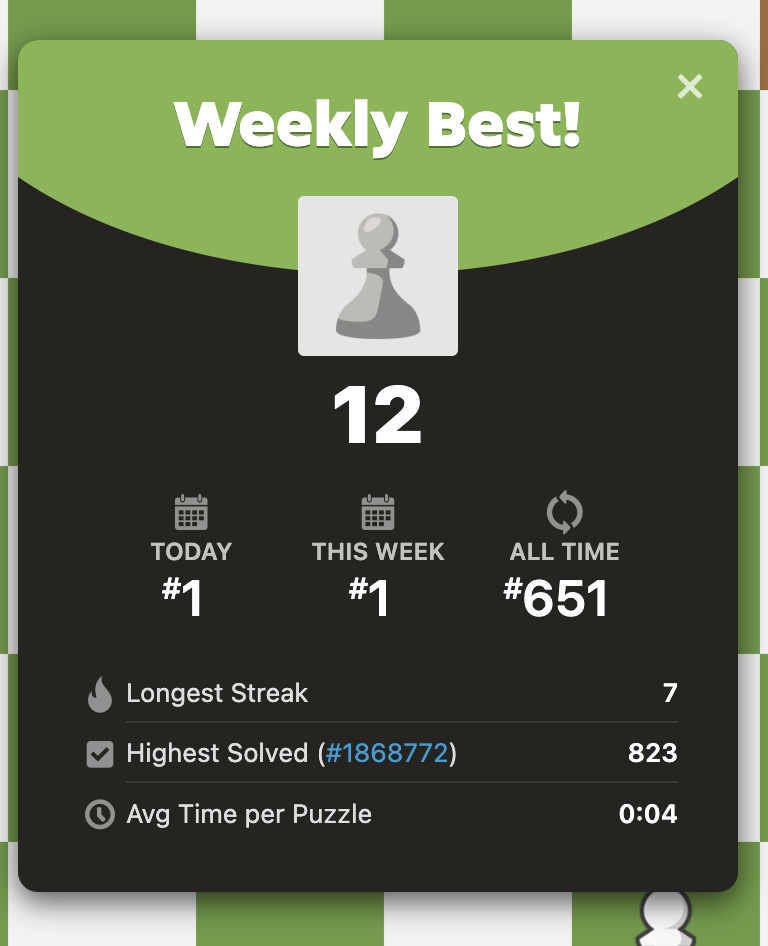 Weekly Best!
12
TODAY
#1
THIS WEEK
#1
ALL TIME
#651
Longest Streak 7
Highest Solved (#1868772) 823
Avg Time per Puzzle 0:04